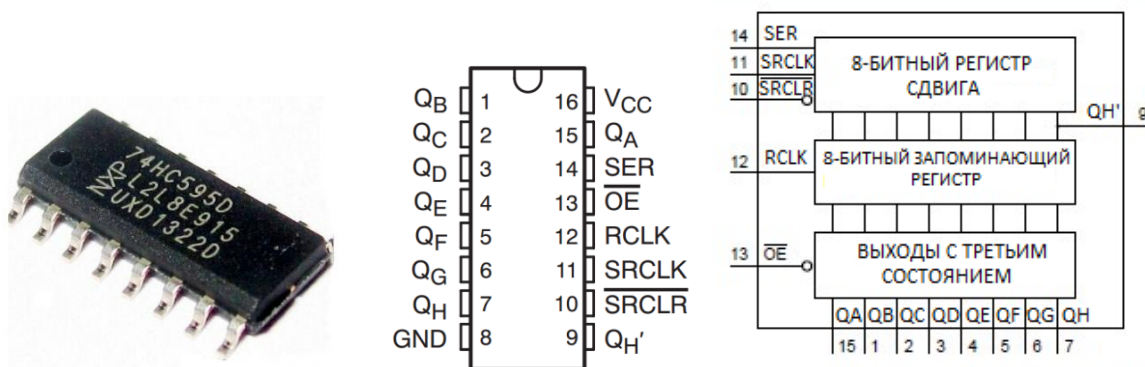 74HC595D
L2L8E915
UXD1322D
NXP
QB 1 16 VCC
QC 2 15 QA
QD 3 14 SER
QE 4 13 OE
QF 5 12 RCLK
QG 6 11 SRCLK
QH 7 10 SRCLR
GND 8 9 QH'
14 SER
11 SRCLK
10 SRCLR
8-БИТНЫЙ РЕГИСТР
СДВИГА
QH' 9
12 RCLK
8-БИТНЫЙ ЗАПОМИНАЮЩИЙ
РЕГИСТР
13 OE
ВЫХОДЫ С ТРЕТЬИМ
СОСТОЯНИЕМ
QA QB QC QD QE QF QG QH
15 1 2 3 4 5 6 7